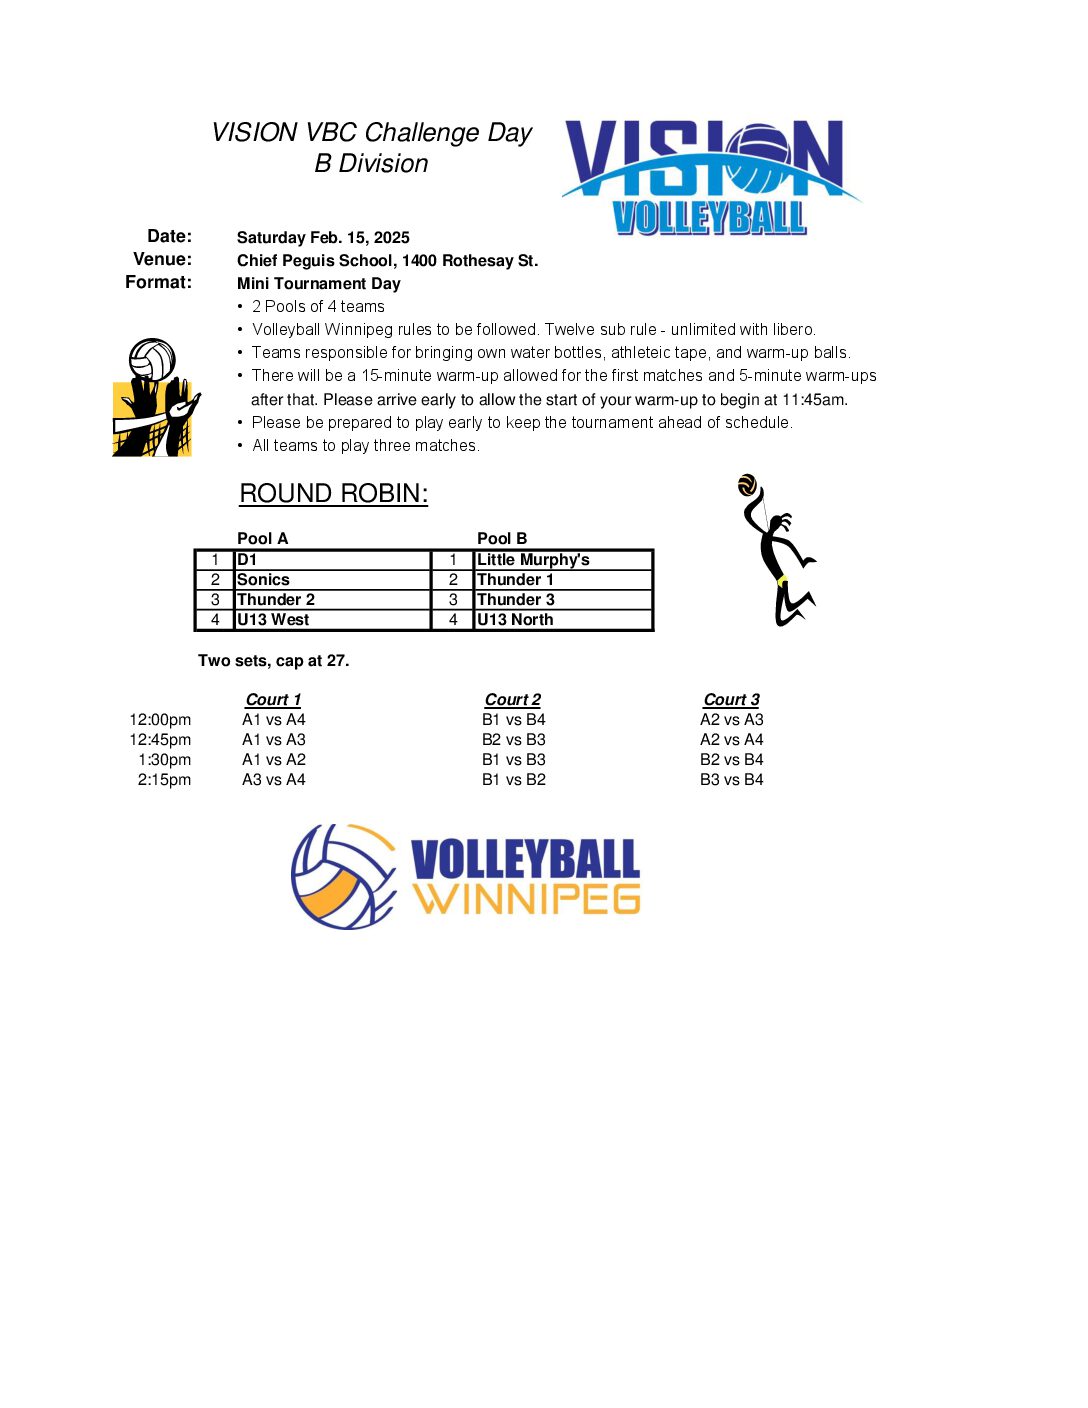 VISION VBC Challenge Day
B Division
VISION
VOLLEYBALL
Date: Saturday Feb. 15, 2025
Venue: Chief Peguis School, 1400 Rothesay St.
Format: Mini Tournament Day
• 2 Pools of 4 teams
• Volleyball Winnipeg rules to be followed. Twelve sub rule - unlimited with libero.
• Teams responsible for bringing own water bottles, athleteic tape, and warm-up balls.
• There will be a 15-minute warm-up allowed for the first matches and 5-minute warm-ups
after that. Please arrive early to allow the start of your warm-up to begin at 11:45am.
• Please be prepared to play early to keep the tournament ahead of schedule.
• All teams to play three matches.
ROUND ROBIN:
Pool A Pool B
1 D1 1 Little Murphy's
2 Sonics 2 Thunder 1
3 Thunder 2 3 Thunder 3
4 U13 West 4 U13 North
Two sets, cap at 27.
Court 1 Court 2 Court 3
12:00pm A1 vs A4 B1 vs B4 A2 vs A3
12:45pm A1 vs A3 B2 vs B3 A2 vs A4
1:30pm A1 vs A2 B1 vs B3 B2 vs B4
2:15pm A3 vs A4 B1 vs B2 B3 vs B4
VOLLEYBALL
WINNIPEG